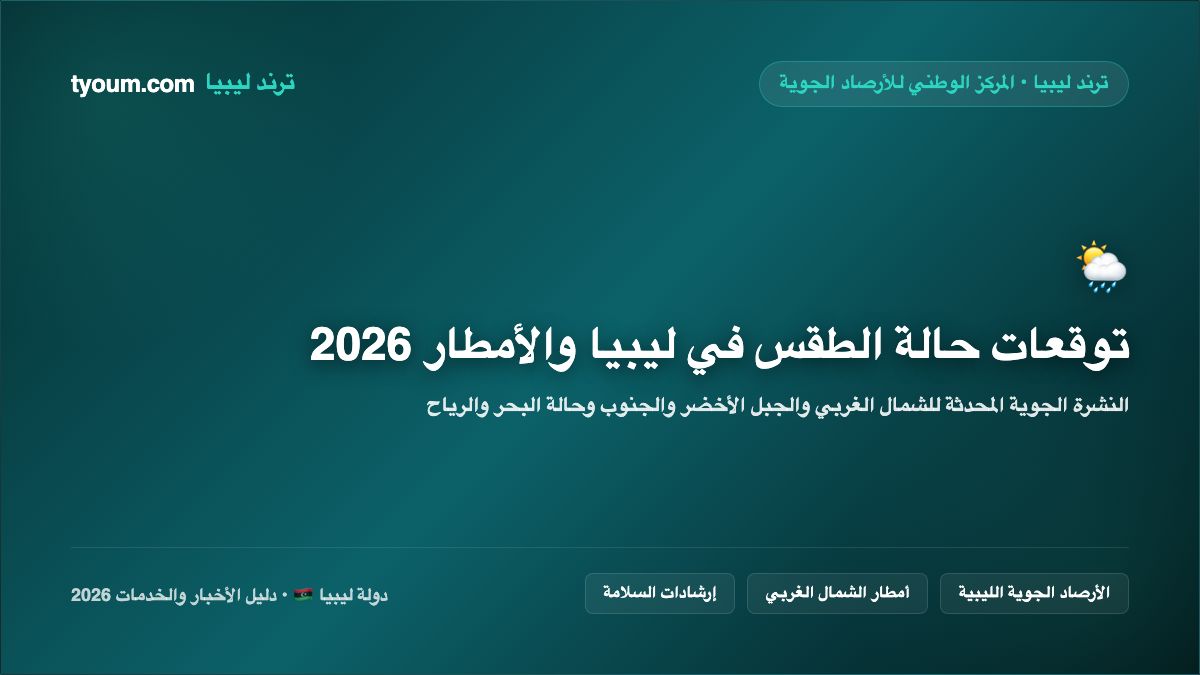 ترند ليبيا • المركز الوطني للأرصاد الجوية
ترند ليبيا tyoum.com
توقعات حالة الطقس في ليبيا والأمطار 2026
النشرة الجوية المحدثة للشمال الغربي والجبل الأخضر والجنوب وحالة البحر والرياح
الأرصاد الجوية الليبية
أمطار الشمال الغربي
إرشادات السلامة
دولة ليبيا 🇱🇾 • دليل الأخبار والخدمات 2026